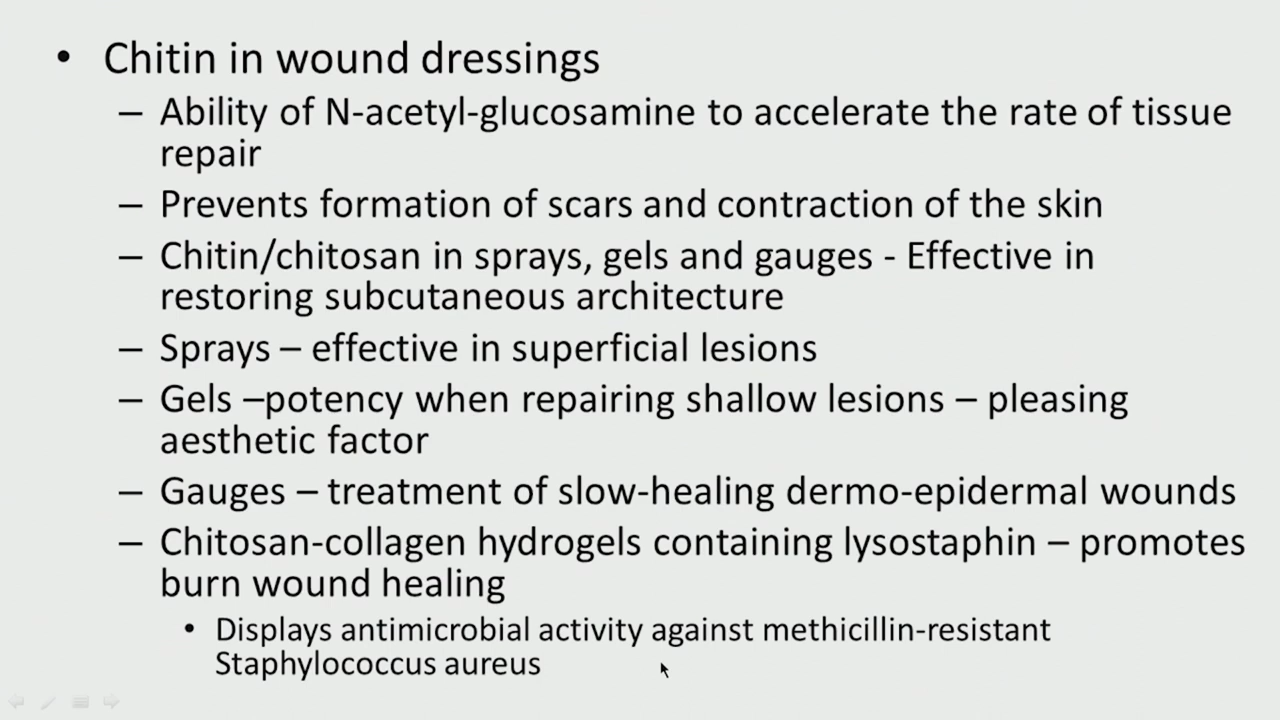 • Chitin in wound dressings
– Ability of N-acetyl-glucosamine to accelerate the rate of tissue
repair
– Prevents formation of scars and contraction of the skin
– Chitin/chitosan in sprays, gels and gauges - Effective in
restoring subcutaneous architecture
– Sprays – effective in superficial lesions
– Gels –potency when repairing shallow lesions – pleasing
aesthetic factor
– Gauges – treatment of slow-healing dermo-epidermal wounds
– Chitosan-collagen hydrogels containing lysostaphin – promotes
burn wound healing
• Displays antimicrobial activity against methicillin-resistant
Staphylococcus aureus